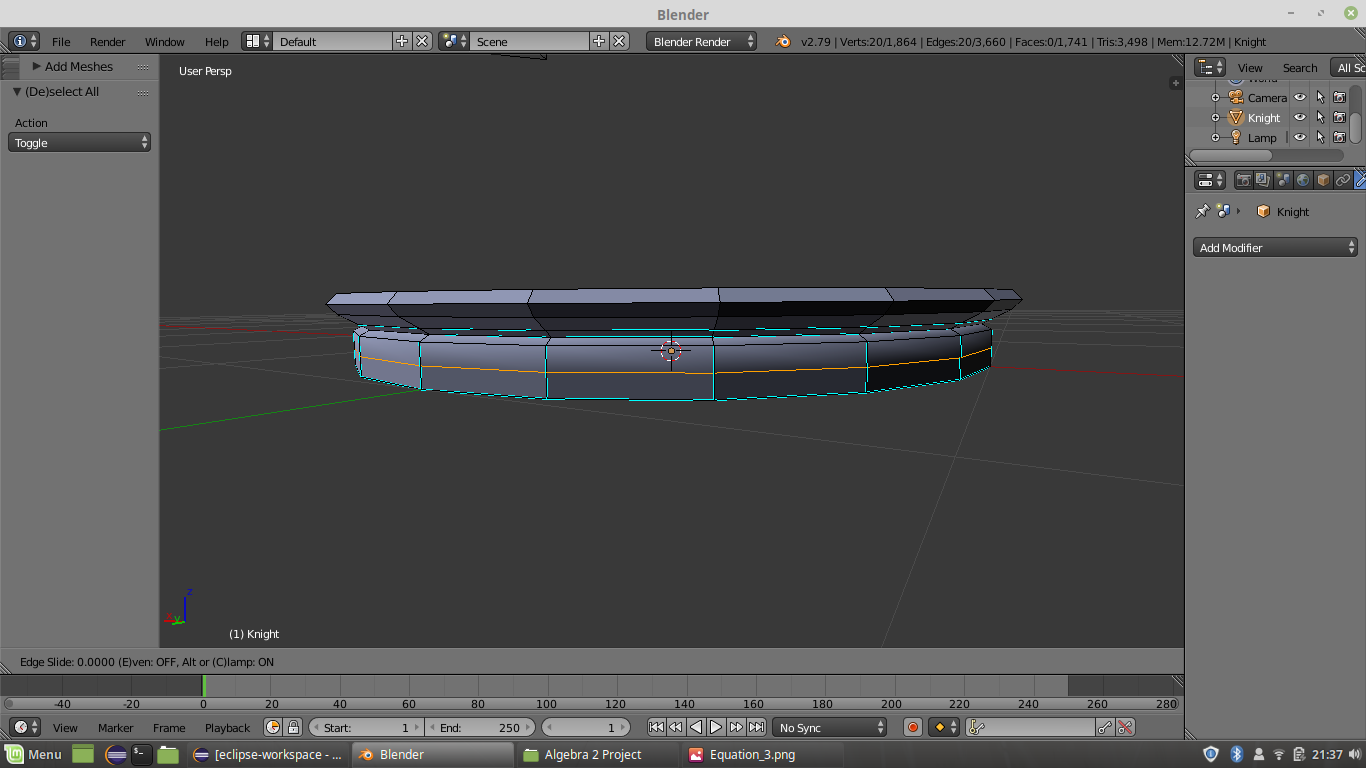 Blender
File Render Window Help Default Scene Blender Render v2.79 | Verts:20/1,864 | Edges:20/3,660 | Faces:0/1,741 | Tris:3,498 | Mem:12.72M | Knight
Add Meshes
(De)select All
Action
Toggle
User Persp
View Search All Sc
Camera
Knight
Lamp
Knight
Add Modifier
z
y
(1) Knight
Edge Slide: 0.0000 (E)ven: OFF, Alt or (C)lamp: ON
-40 -20 0 20 40 60 80 100 120 140 160 180 200 220 240 260 280
View Marker Frame Playback Start: 1 End: 250 1 No Sync
Menu [eclipse-workspace - ... Blender Algebra 2 Project Equation_3.png 21:37